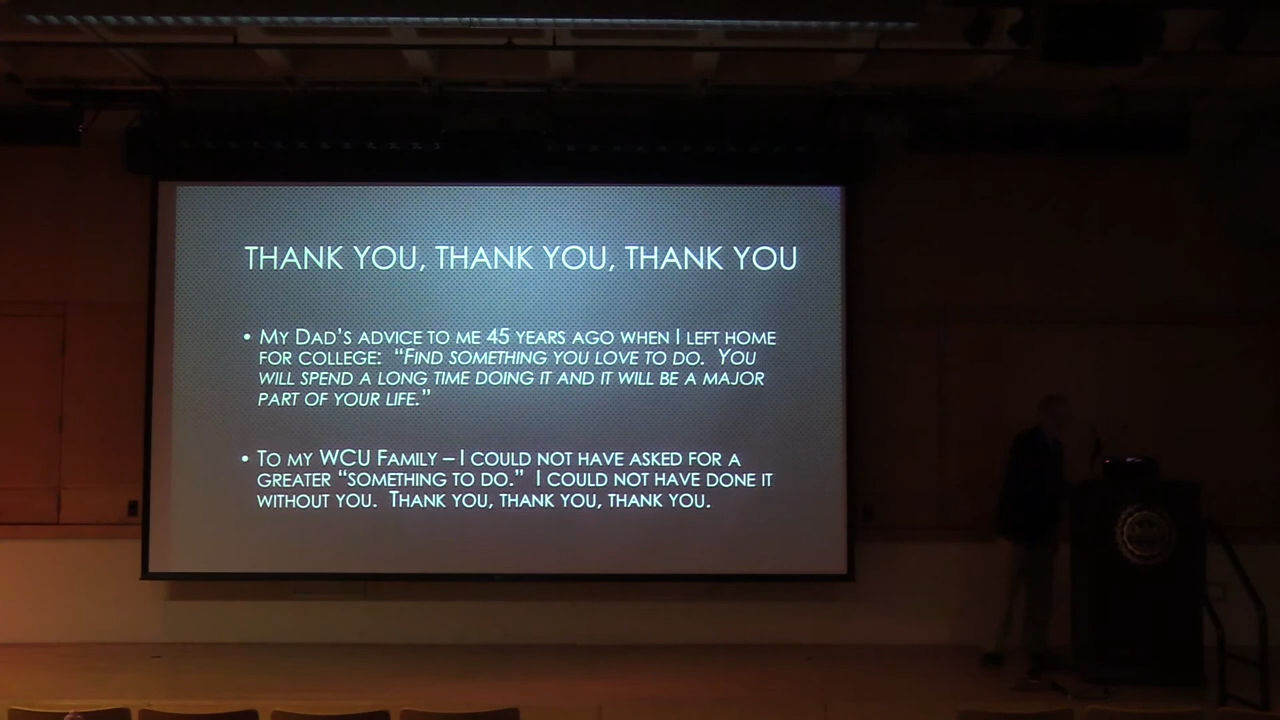 THANK YOU, THANK YOU, THANK YOU
• MY DAD'S ADVICE TO ME 45 YEARS AGO WHEN I LEFT HOME
FOR COLLEGE: “FIND SOMETHING YOU LOVE TO DO. YOU
WILL SPEND A LONG TIME DOING IT AND IT WILL BE A MAJOR
PART OF YOUR LIFE.”
• TO MY WCU FAMILY – I COULD NOT HAVE ASKED FOR A
GREATER “SOMETHING TO DO.” I COULD NOT HAVE DONE IT
WITHOUT YOU. THANK YOU, THANK YOU, THANK YOU.